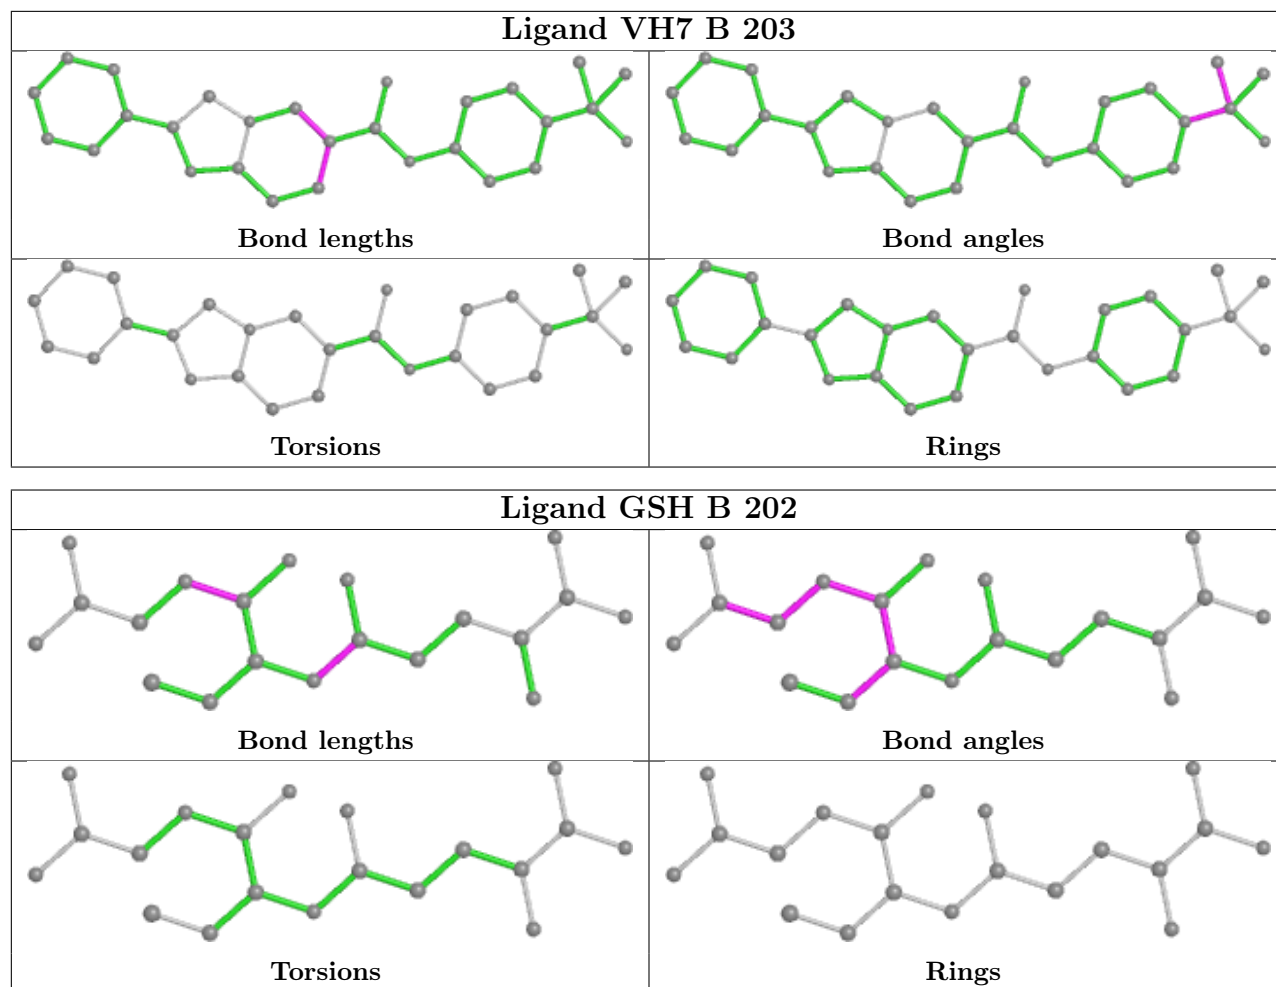 Ligand VH7 B 203
Bond lengths
Bond angles
Torsions
Rings
Ligand GSH B 202
Bond lengths
Bond angles
Torsions
Rings